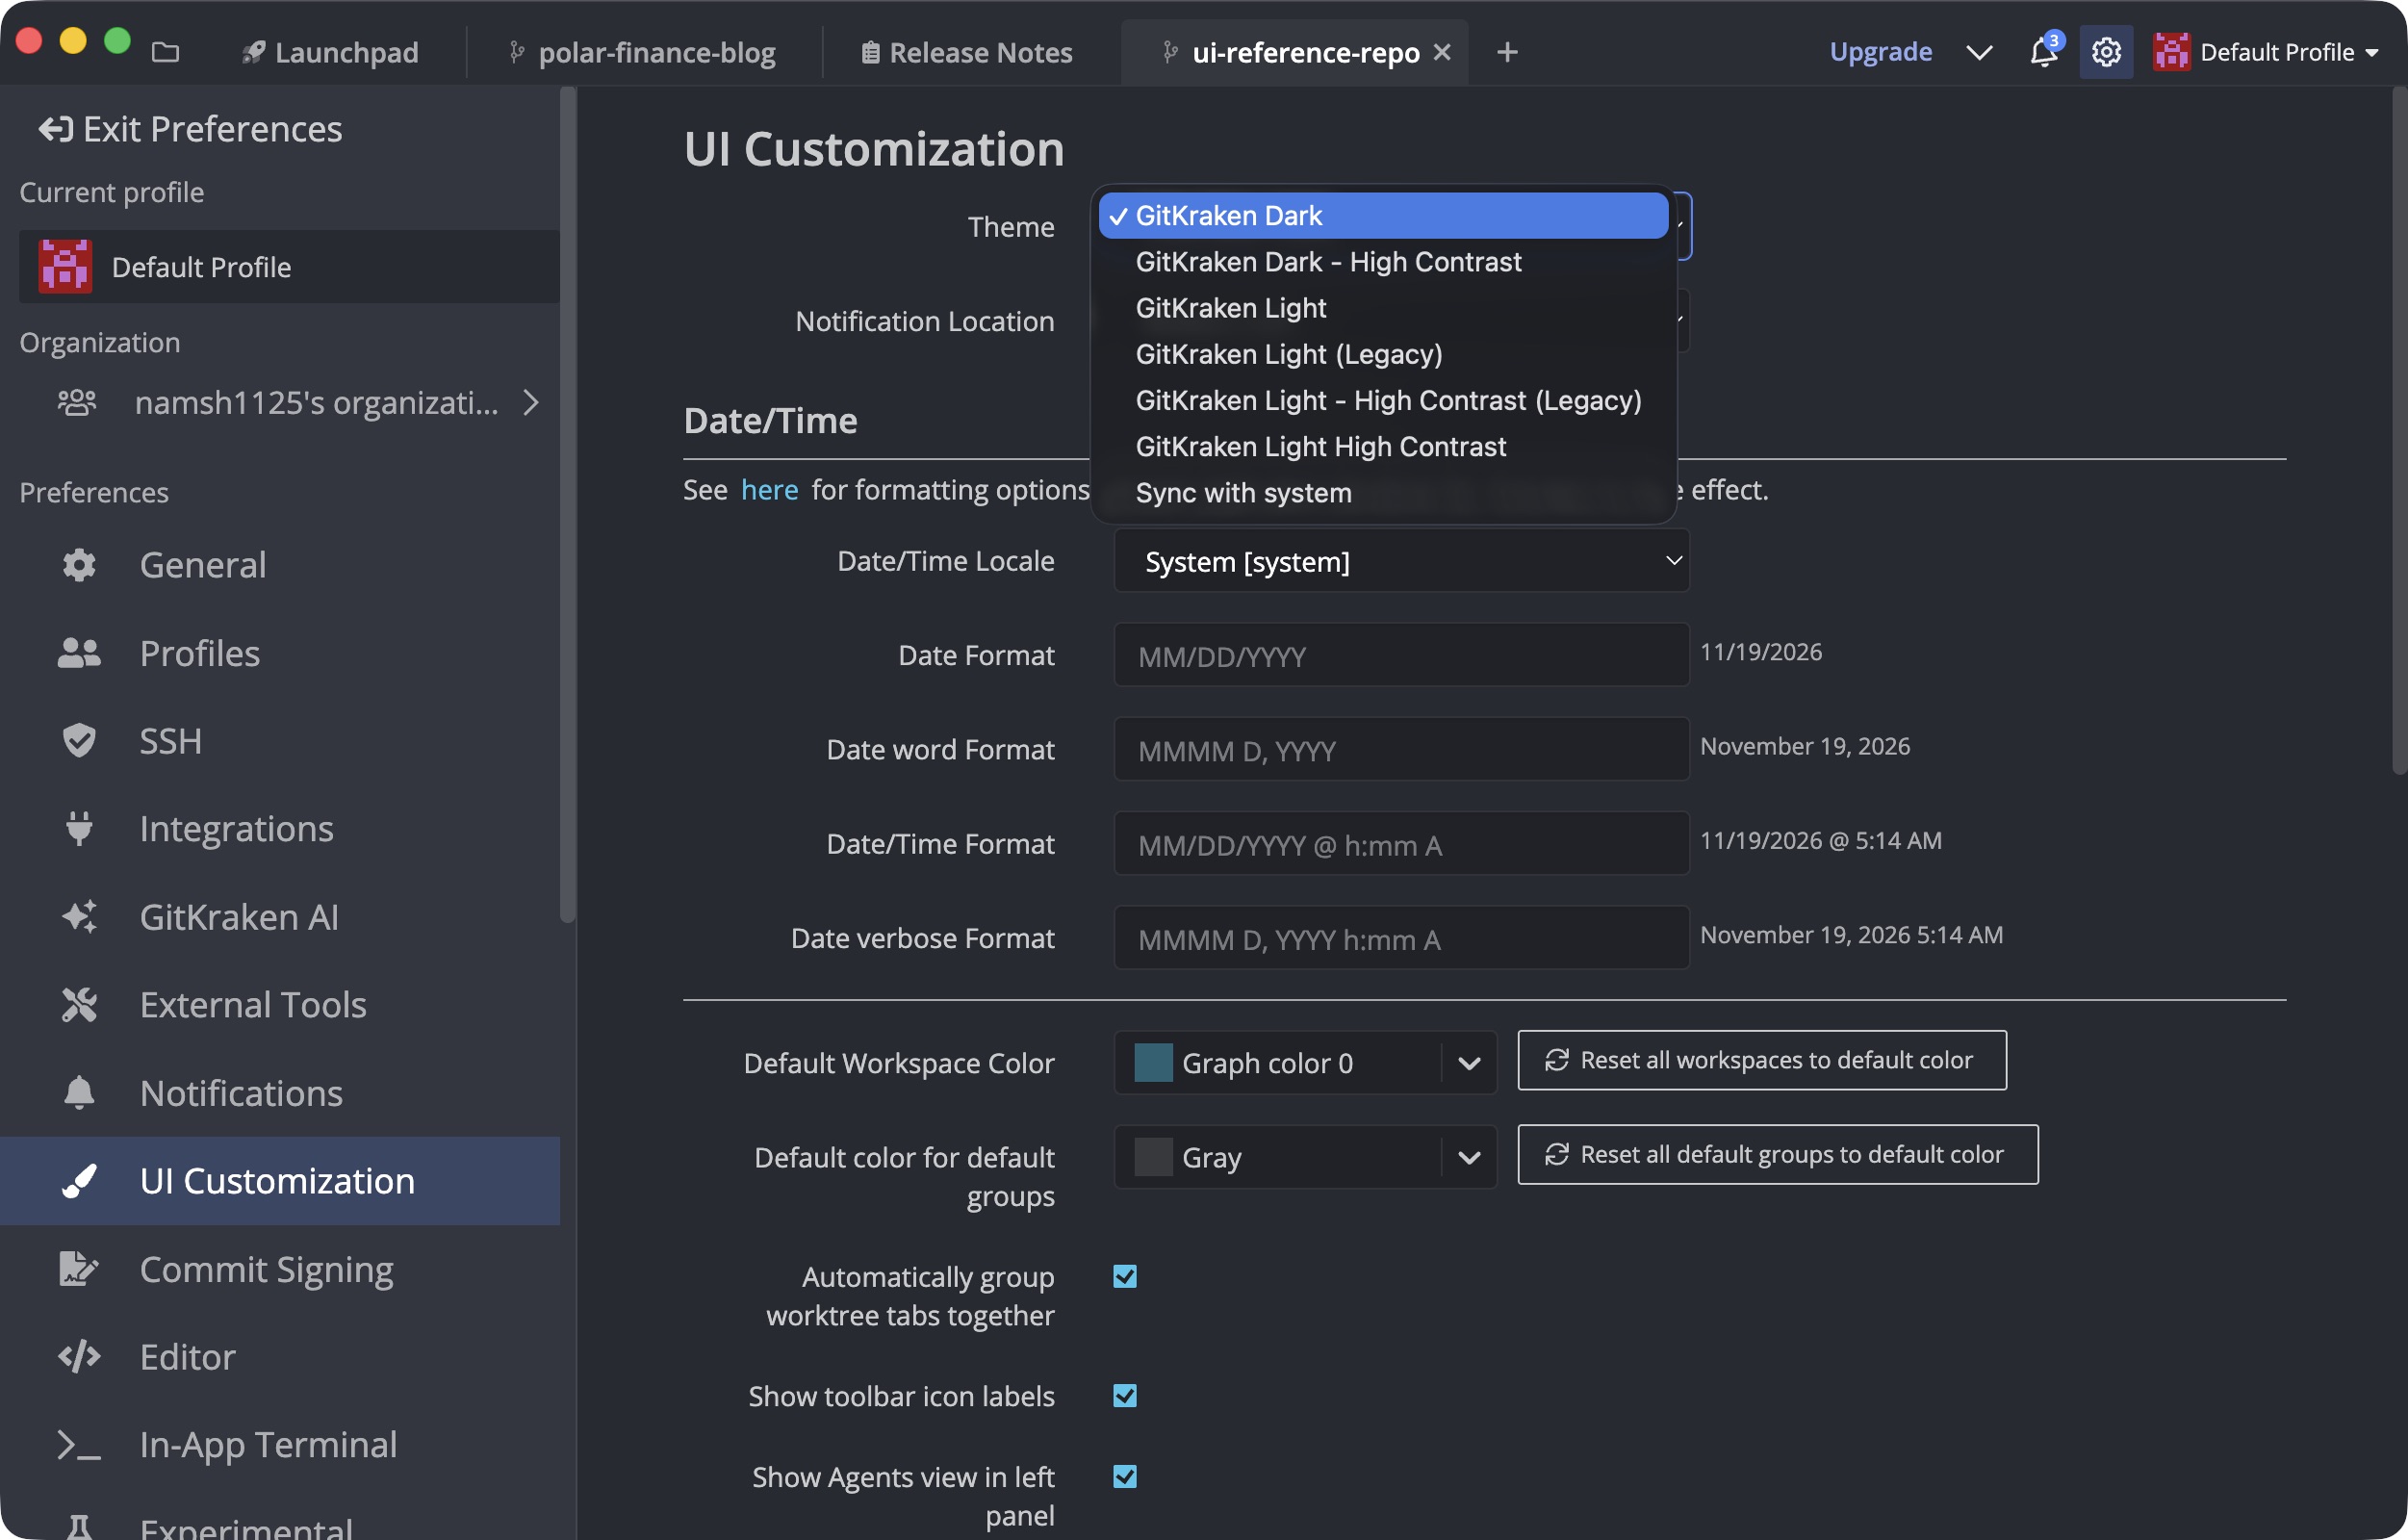 Launchpad
polar-finance-blog
Release Notes
ui-reference-repo
Upgrade
3
Default Profile
Exit Preferences
Current profile
Default Profile
Organization
namsh1125's organizati...
Preferences
General
Profiles
SSH
Integrations
GitKraken AI
External Tools
Notifications
UI Customization
Commit Signing
Editor
In-App Terminal
Experimental
UI Customization
Theme
GitKraken Dark
GitKraken Dark - High Contrast
GitKraken Light
GitKraken Light (Legacy)
GitKraken Light - High Contrast (Legacy)
GitKraken Light High Contrast
Sync with system
Notification Location
Date/Time
See here for formatting options
effect.
Date/Time Locale
System [system]
Date Format
MM/DD/YYYY
11/19/2026
Date word Format
MMMM D, YYYY
November 19, 2026
Date/Time Format
MM/DD/YYYY @ h:mm A
11/19/2026 @ 5:14 AM
Date verbose Format
MMMM D, YYYY h:mm A
November 19, 2026 5:14 AM
Default Workspace Color
Graph color 0
Reset all workspaces to default color
Default color for default
groups
Gray
Reset all default groups to default color
Automatically group
worktree tabs together
Show toolbar icon labels
Show Agents view in left
panel